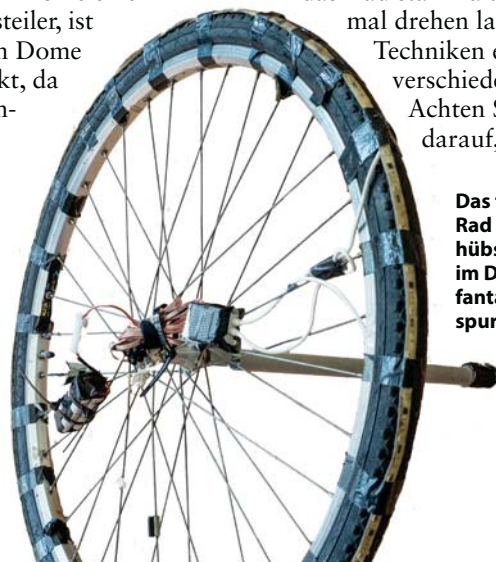 steiler, ist
n Dome
kt, da
n-
mal drehen la
Techniken e
verschiede
Achten S
darauf,
Das
Rad
hübs
im D
fanta
spur